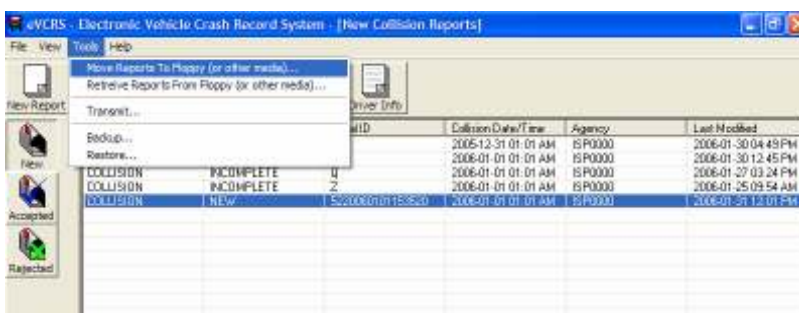 eVCRS - Electronic Vehicle Crash Record System - [New Collision Reports]
File View Tools Help
Move Reports To Floppy (or other media)...
Retreive Reports From Floppy (or other media)...
Transmit...
Backup...
Restore...
New Report
Driver Info
New
Accepted
Rejected
alID Collision Date/Time Agency Last Modified
2005-12-31 01:01 AM ISP0000 2006-01-30 04:49 PM
2006-01-01 01:01 AM ISP0000 2006-01-30 12:45 PM
COLLISION INCOMPLETE q 2006-01-01 01:01 AM ISP0000 2006-01-27 03:24 PM
COLLISION INCOMPLETE Z 2006-01-01 01:01 AM ISP0000 2006-01-25 09:54 AM
COLLISION NEW 2006-01-01 01:01 AM ISP0000 2006-01-31 12:01 PM